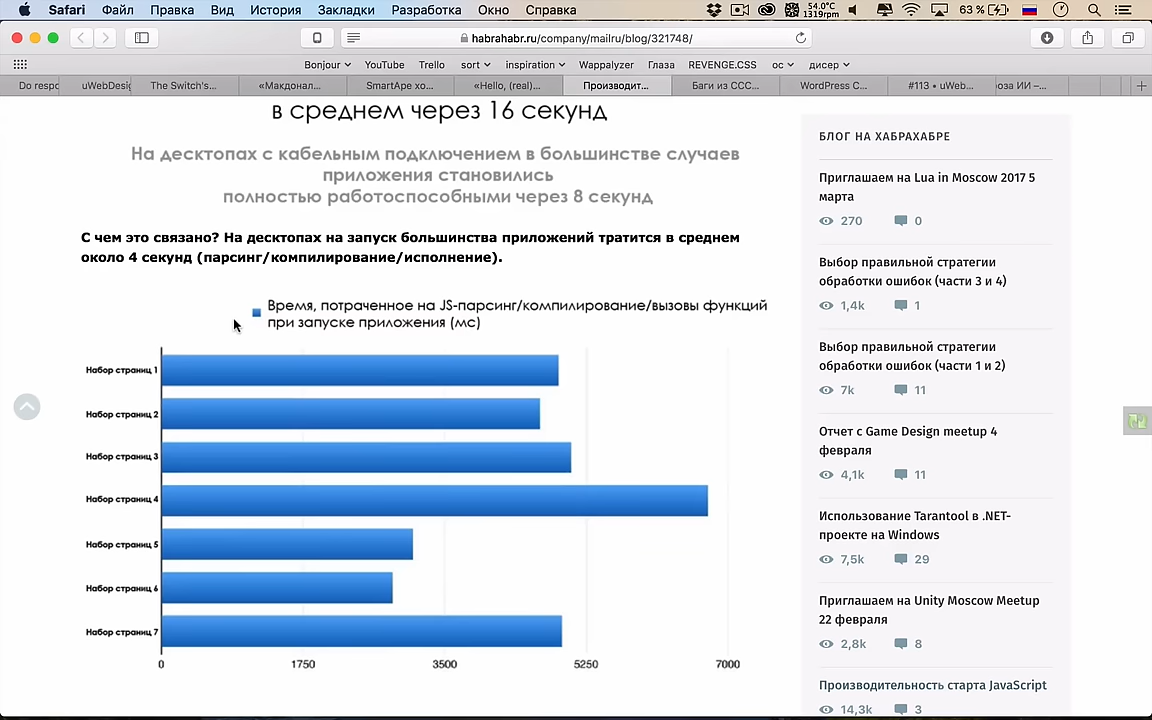 Safari Файл Правка Вид История Закладки Разработка Окно Справка 54.0°C 1319rpm 63 %
habrahabr.ru/company/mailru/blog/321748/
Bonjour YouTube Trello sort inspiration Wappalyzer Глаза REVENGE.CSS ос дисер
Do respo uWebDesig The Switch's... «Макдонал... SmartApe хо... «Hello, (real)... Производит... Баги из CCC... WordPress C... #113 • uWeb... юза ИИ –...
в среднем через 16 секунд
На десктопах с кабельным подключением в большинстве случаев
приложения становились
полностью работоспособными через 8 секунд
С чем это связано? На десктопах на запуск большинства приложений тратится в среднем
около 4 секунд (парсинг/компилирование/исполнение).
Время, потраченное на JS-парсинг/компилирование/вызовы функций
при запуске приложения (мс)
Набор страниц 1
Набор страниц 2
Набор страниц 3
Набор страниц 4
Набор страниц 5
Набор страниц 6
Набор страниц 7
0 1750 3500 5250 7000
БЛОГ НА ХАБРАХАБРЕ
Приглашаем на Lua in Moscow 2017 5
марта
270 0
Выбор правильной стратегии
обработки ошибок (части 3 и 4)
1,4k 1
Выбор правильной стратегии
обработки ошибок (части 1 и 2)
7k 11
Отчет с Game Design meetup 4
февраля
4,1k 11
Использование Tarantool в .NET-
проекте на Windows
7,5k 29
Приглашаем на Unity Moscow Meetup
22 февраля
2,8k 8
Производительность старта JavaScript
14,3k 3